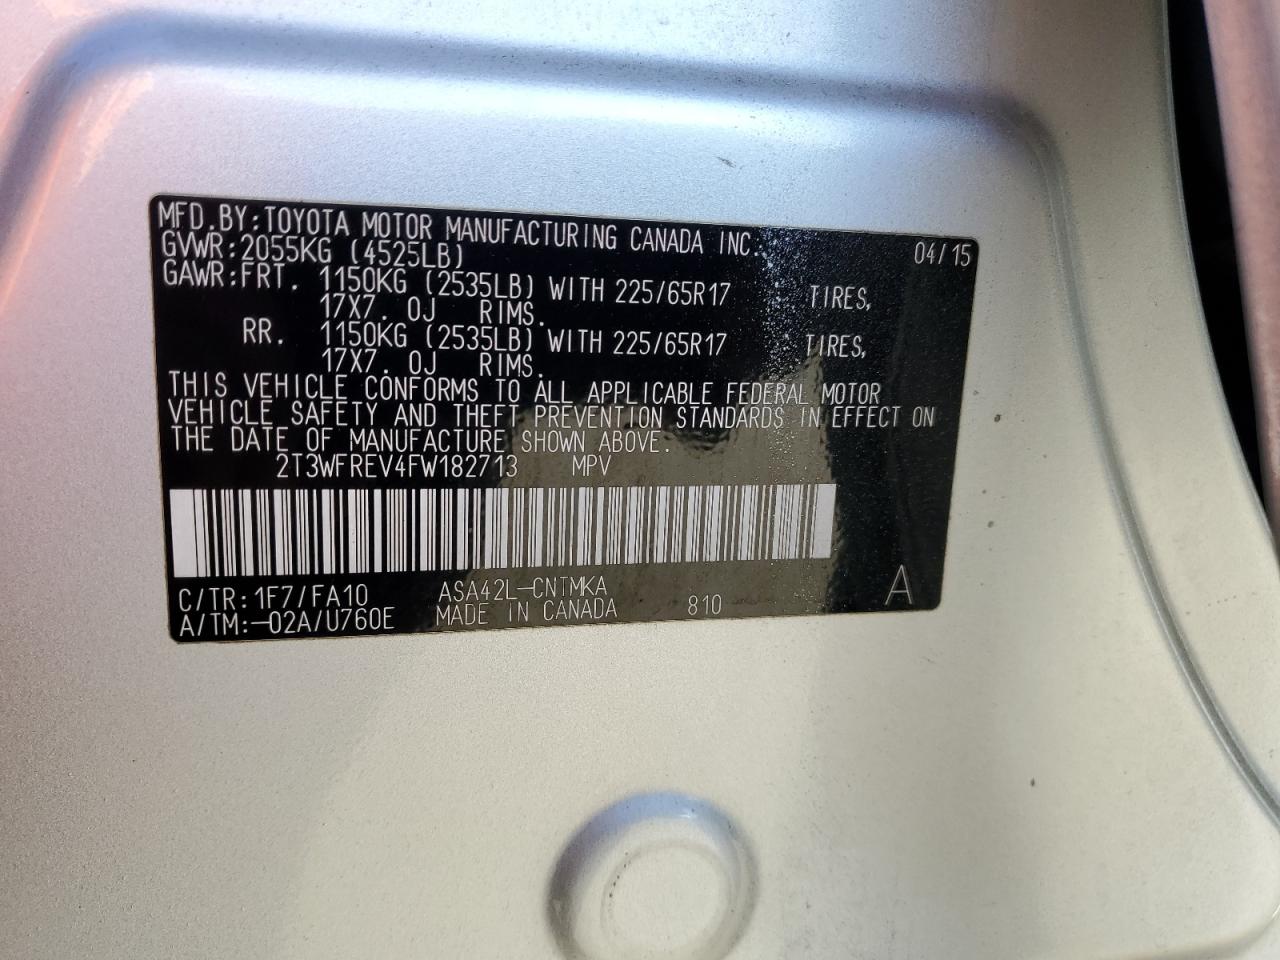 MFD.BY:TOYOTA MOTOR MANUFACTURING CANADA INC. 04/15
GVWR:2055KG (4525LB)
GAWR:FRT. 1150KG (2535LB) WITH 225/65R17 TIRES,
17X7.0J RIMS.
RR. 1150KG (2535LB) WITH 225/65R17 TIRES,
17X7.0J RIMS.
THIS VEHICLE CONFORMS TO ALL APPLICABLE FEDERAL MOTOR
VEHICLE SAFETY AND THEFT PREVENTION STANDARDS IN EFFECT ON
THE DATE OF MANUFACTURE SHOWN ABOVE.
2T3WFREV4FW182713 MPV
C/TR:1F7/FA10 ASA42L-CNTMKA A
A/TM:-02A/U760E MADE IN CANADA 810